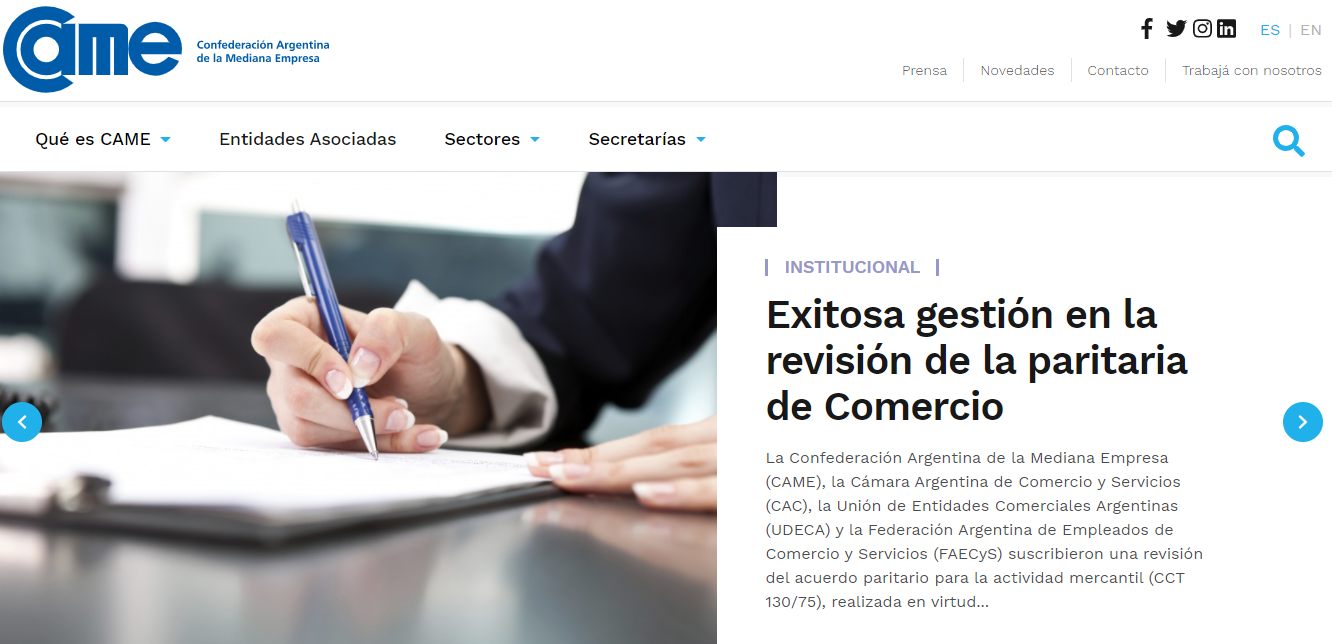 came
Confederación Argentina
de la Mediana Empresa
ES | EN
Prensa
Novedades
Contacto
Trabajá con nosotros
Qué es CAME
Entidades Asociadas
Sectores
Secretarías
INSTITUCIONAL
Exitosa gestión en la
revisión de la paritaria
de Comercio
La Confederación Argentina de la Mediana Empresa
(CAME), la Cámara Argentina de Comercio y Servicios
(CAC), la Unión de Entidades Comerciales Argentinas
(UDECA) y la Federación Argentina de Empleados de
Comercio y Servicios (FAECyS) suscribieron una revisión
del acuerdo paritario para la actividad mercantil (CCT
130/75), realizada en virtud...